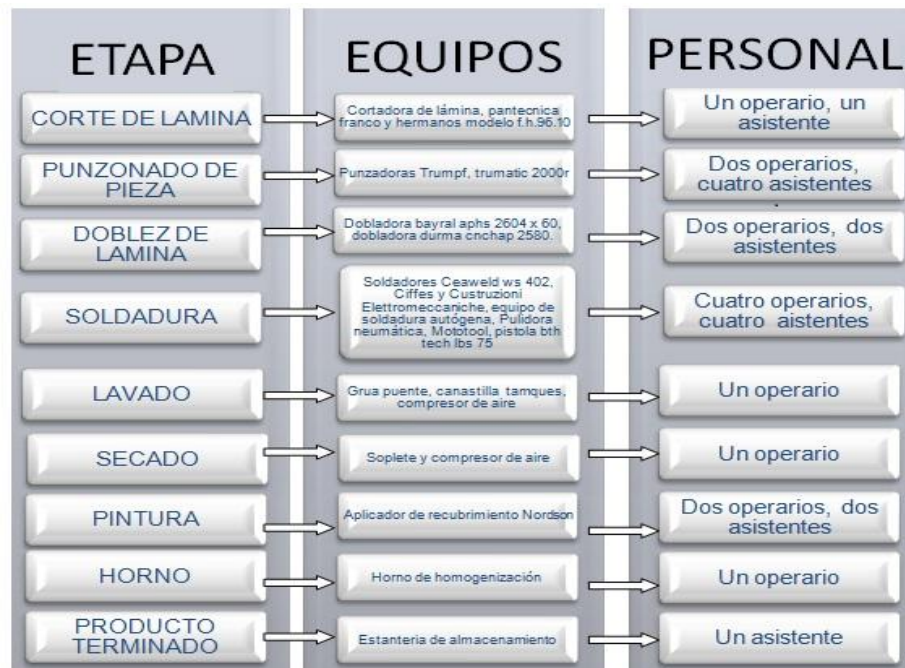 ETAPA
EQUIPOS
PERSONAL
CORTE DE LAMINA
Cortadora de lámina, pantecnica
franco y hermanos modelo f.h.96.10
Un operario, un
asistente
PUNZONADO DE
PIEZA
Punzadoras Trumpf, trumatic 2000r
Dos operarios,
cuatro asistentes
.
DOBLEZ DE
LAMINA
Dobladora bayral aphs 2604 x 60,
dobladora durma cnchap 2580.
Dos operarios, dos
asistentes
SOLDADURA
Soldadores Ceaweld ws 402,
Ciffes y Custruzioni
Elettromeccaniche, equipo de
soldadura autógena, Pulidora
neumática, Mototool, pistola bth
tech lbs 75
Cuatro operarios,
cuatro aistentes
LAVADO
Grua puente, canastilla tamques,
compresor de aire
Un operario
SECADO
Soplete y compresor de aire
Un operario
PINTURA
Aplicador de recubrimiento Nordson
Dos operarios, dos
asistentes
HORNO
Horno de homogenización
Un operario
PRODUCTO
TERMINADO
Estanteria de almacenamiento
Un asistente